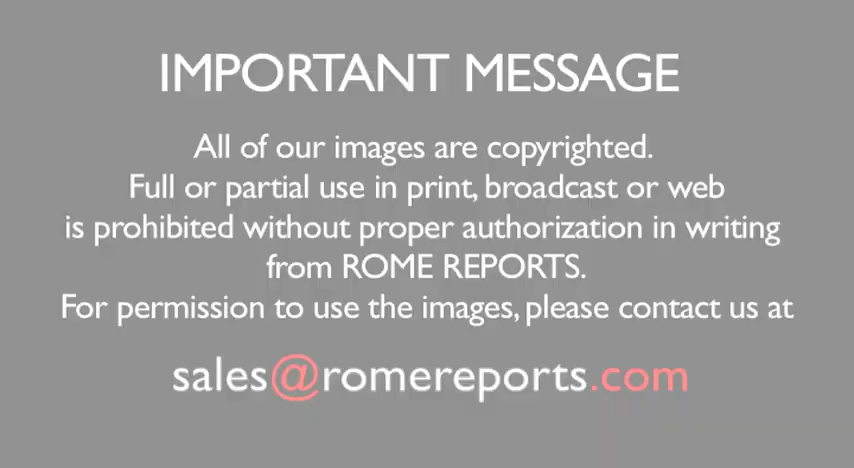 IMPORTANT MESSAGE
All of our images are copyrighted.
Full or partial use in print, broadcast or web
is prohibited without proper authorization in writing
from ROME REPORTS.
For permission to use the images, please contact us at
sales@romereports.com